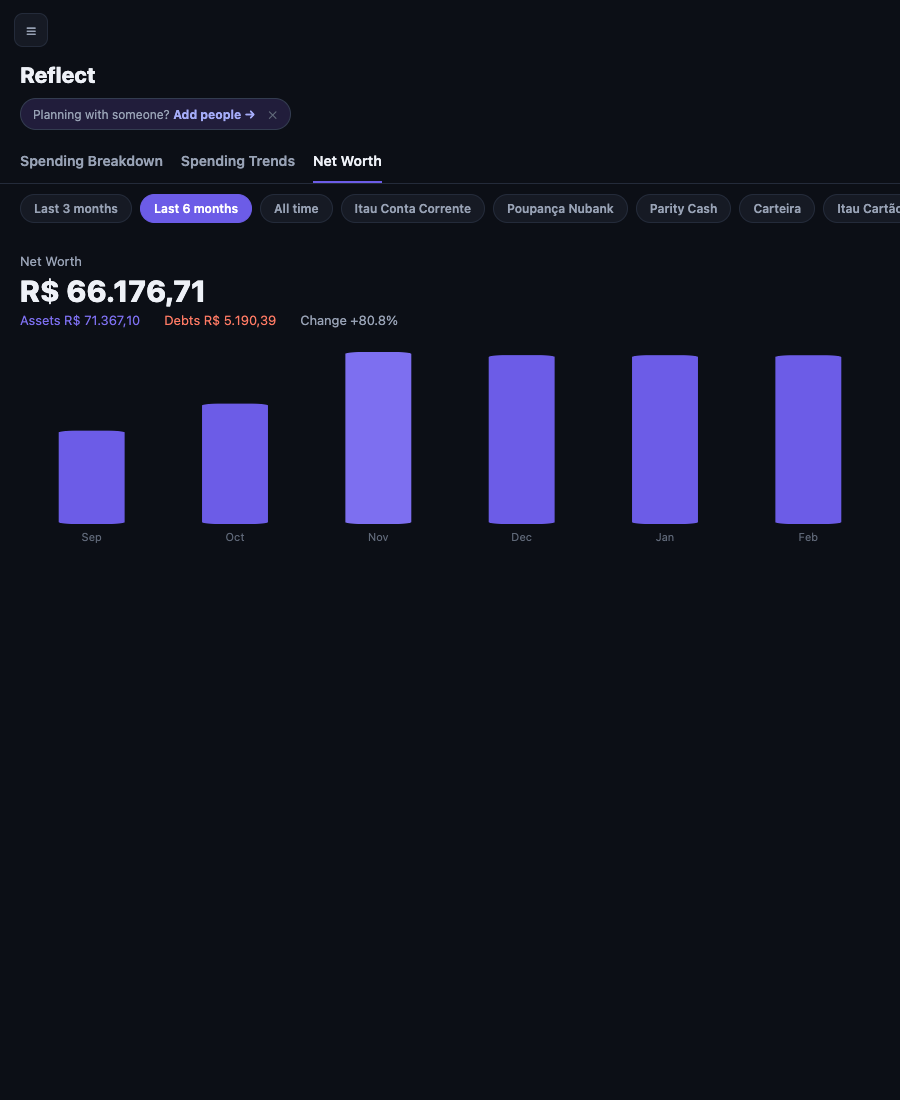 Reflect
Planning with someone? Add people → ×
Spending Breakdown Spending Trends Net Worth
Last 3 months Last 6 months All time Itau Conta Corrente Poupança Nubank Parity Cash Carteira Itau
Net Worth
R$ 66.176,71
Assets R$ 71.367,10 Debts R$ 5.190,39 Change +80.8%
Sep Oct Nov Dec Jan Feb